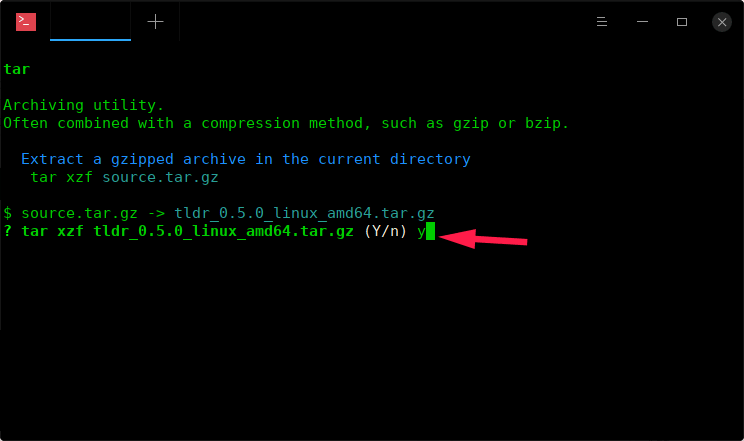 tar
Archiving utility.
Often combined with a compression method, such as gzip or bzip.
Extract a gzipped archive in the current directory
tar xzf source.tar.gz
$ source.tar.gz -> tldr_0.5.0_linux_amd64.tar.gz
? tar xzf tldr_0.5.0_linux_amd64.tar.gz (Y/n) y